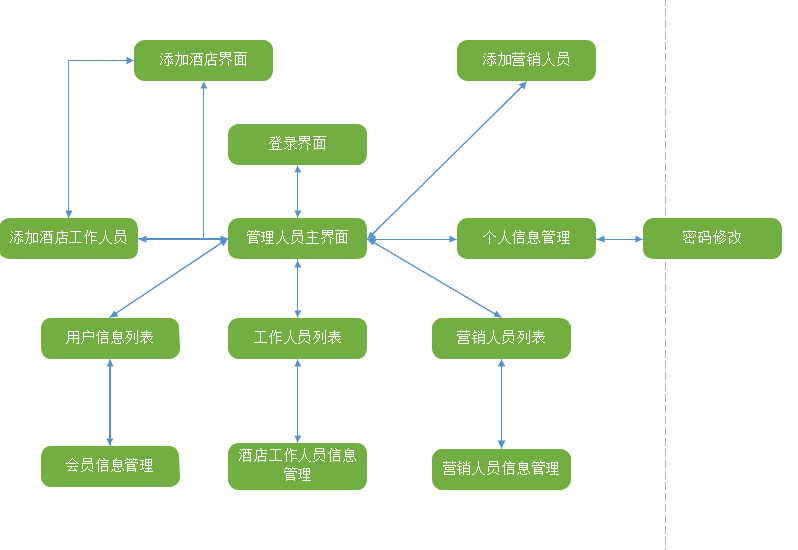 添加酒店界面
添加营销人员
登录界面
添加酒店工作人员
管理人员主界面
个人信息管理
密码修改
用户信息列表
工作人员列表
营销人员列表
会员信息管理
酒店工作人员信息
管理
营销人员信息管理